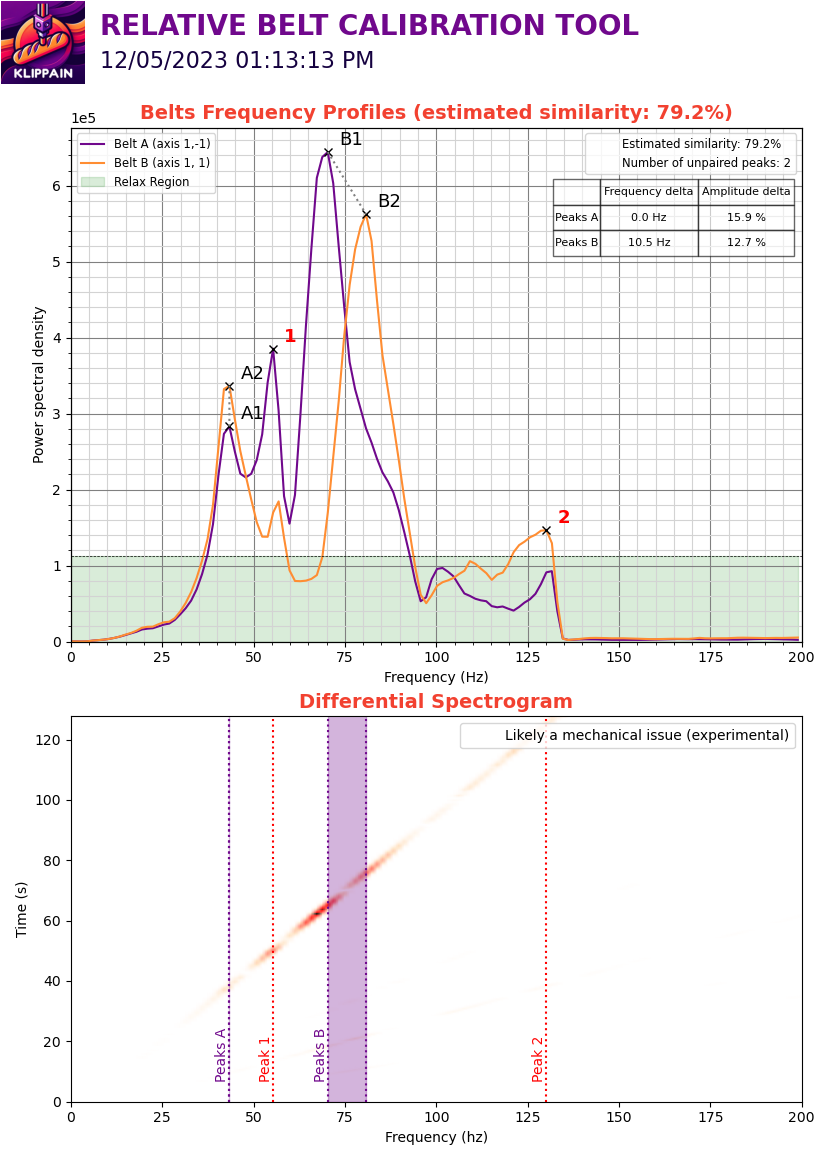 KLIPPAIN
RELATIVE BELT CALIBRATION TOOL
12/05/2023 01:13:13 PM
Belts Frequency Profiles (estimated similarity: 79.2%)
1e5
Belt A (axis 1,-1)
Belt B (axis 1, 1)
Relax Region
Estimated similarity: 79.2%
Number of unpaired peaks: 2
Frequency delta Amplitude delta
Peaks A 0.0 Hz 15.9 %
Peaks B 10.5 Hz 12.7 %
B1
B2
1
A2
A1
2
Power spectral density
6
5
4
3
2
1
0
0 25 50 75 100 125 150 175 200
Frequency (Hz)
Differential Spectrogram
Likely a mechanical issue (experimental)
Time (s)
120
100
80
60
40
20
0
Peaks A
Peak 1
Peaks B
Peak 2
0 25 50 75 100 125 150 175 200
Frequency (hz)